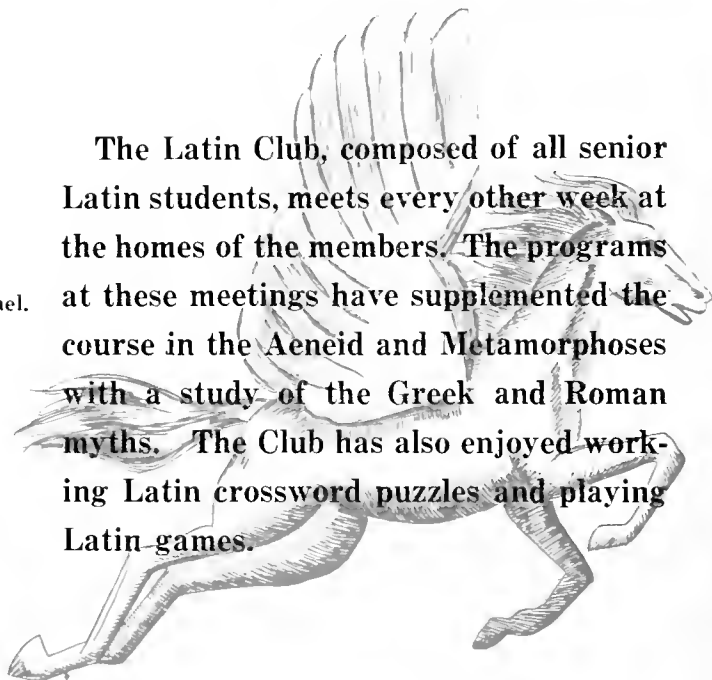 The Latin Club, composed of all senior
Latin students, meets every other week at
the homes of the members. The programs
at these meetings have supplemented the
course in the Aeneid and Metamorphoses
with a study of the Greek and Roman
myths. The Club has also enjoyed work-
ing Latin crossword puzzles and playing
Latin games.